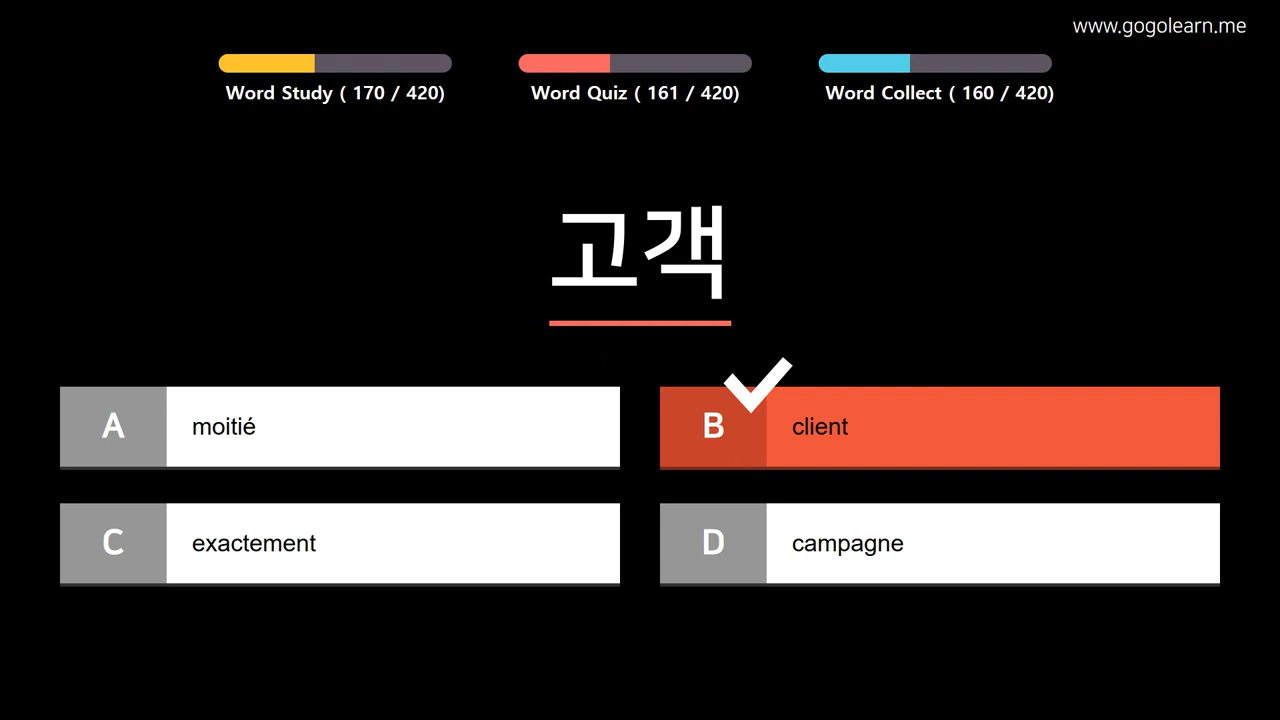 www.gogolearn.me
Word Study ( 170 / 420)
Word Quiz ( 161 / 420)
Word Collect ( 160 / 420)
고객
A moitié
B client
C exactement
D campagne